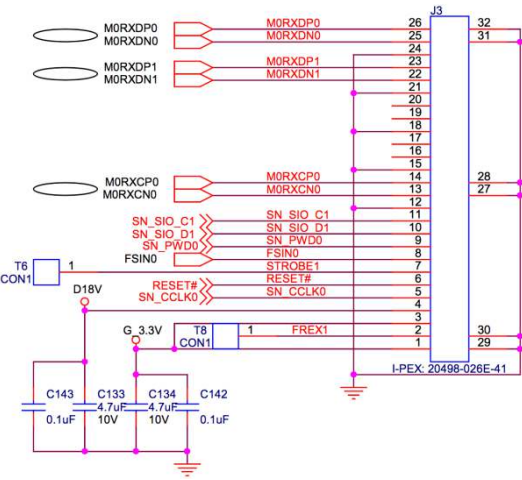 J3
M0RXDP0 M0RXDP0 26 32
M0RXDN0 M0RXDN0 25 31
24
M0RXDP1 M0RXDP1 23
M0RXDN1 M0RXDN1 22
21
20
19
18
17
16
15
M0RXCP0 M0RXCP0 14 28
M0RXCN0 M0RXCN0 13 27
12
SN_SIO_C1 SN_SIO_C1 11
SN_SIO_D1 SN_SIO_D1 10
SN_PWD0 SN_PWD0 9
FSIN0 FSIN0 8
T6 1 STROBE1 7
CON1
RESET# RESET# 6
SN_CCLK0 SN_CCLK0 5
D18V 4
3
G_3.3V T8 1 FREX1 2 30
CON1 1 29
I-PEX: 20498-026E-41
C143 C133 C134 C142
4.7uF 4.7uF
0.1uF 10V 10V 0.1uF